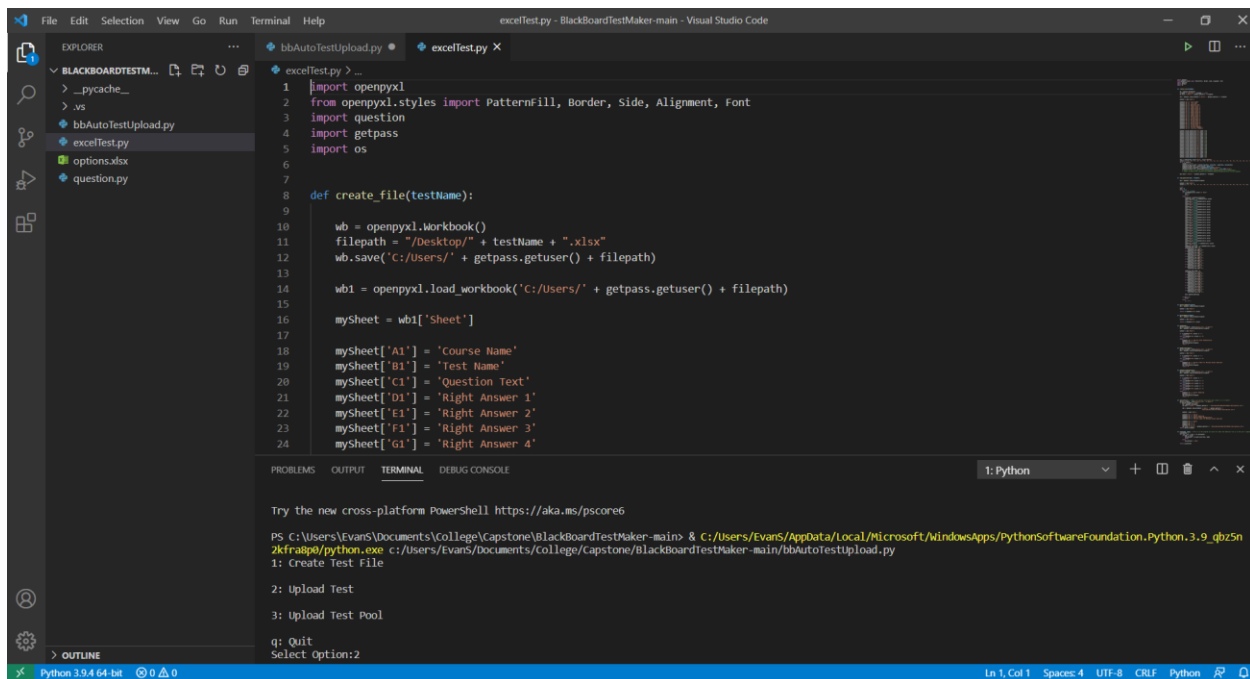 File Edit Selection View Go Run Terminal Help
excelTest.py - BlackBoardTestMaker-main - Visual Studio Code
EXPLORER
BLACKBOARDTESTM...
__pycache__
.vs
bbAutoTestUpload.py
excelTest.py
options.xlsx
question.py
OUTLINE
1
bbAutoTestUpload.py
excelTest.py
excelTest.py > ...
1 import openpyxl
2 from openpyxl.styles import PatternFill, Border, Side, Alignment, Font
3 import question
4 import getpass
5 import os
6
7
8 def create_file(testName):
9
10 wb = openpyxl.Workbook()
11 filepath = "/Desktop/" + testName + ".xlsx"
12 wb.save('C:/Users/' + getpass.getuser() + filepath)
13
14 wb1 = openpyxl.load_workbook('C:/Users/' + getpass.getuser() + filepath)
15
16 mySheet = wb1['Sheet']
17
18 mySheet['A1'] = 'Course Name'
19 mySheet['B1'] = 'Test Name'
20 mySheet['C1'] = 'Question Text'
21 mySheet['D1'] = 'Right Answer 1'
22 mySheet['E1'] = 'Right Answer 2'
23 mySheet['F1'] = 'Right Answer 3'
24 mySheet['G1'] = 'Right Answer 4'
PROBLEMS OUTPUT TERMINAL DEBUG CONSOLE
1: Python
Try the new cross-platform PowerShell https://aka.ms/pscore6
PS C:\Users\EvanS\Documents\College\Capstone\BlackBoardTestMaker-main> & C:/Users/EvanS/AppData/Local/Microsoft/WindowsApps/PythonSoftwareFoundation.Python.3.9_qbz5n
2kfra8p0/python.exe c:/Users/EvanS/Documents/College/Capstone/BlackBoardTestMaker-main/bbAutoTestUpload.py
1: Create Test File
2: Upload Test
3: Upload Test Pool
q: Quit
Select Option:2
Python 3.9.4 64-bit 0 0
Ln 1, Col 1 Spaces: 4 UTF-8 CRLF Python